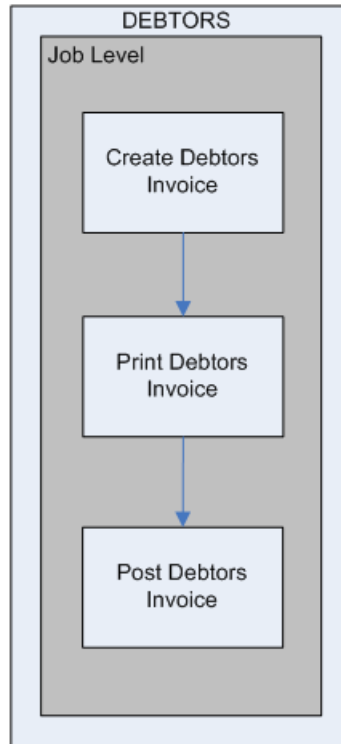 DEBTORS
Job Level
Create Debtors
Invoice
Print Debtors
Invoice
Post Debtors
Invoice